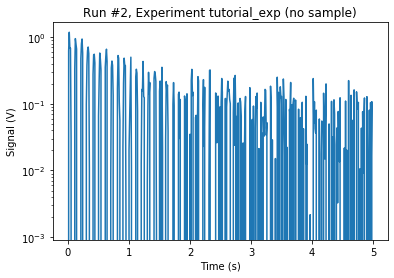 Run #2, Experiment tutorial_exp (no sample)
Signal (V)
10⁰
10⁻¹
10⁻²
10⁻³
0 1 2 3 4 5
Time (s)